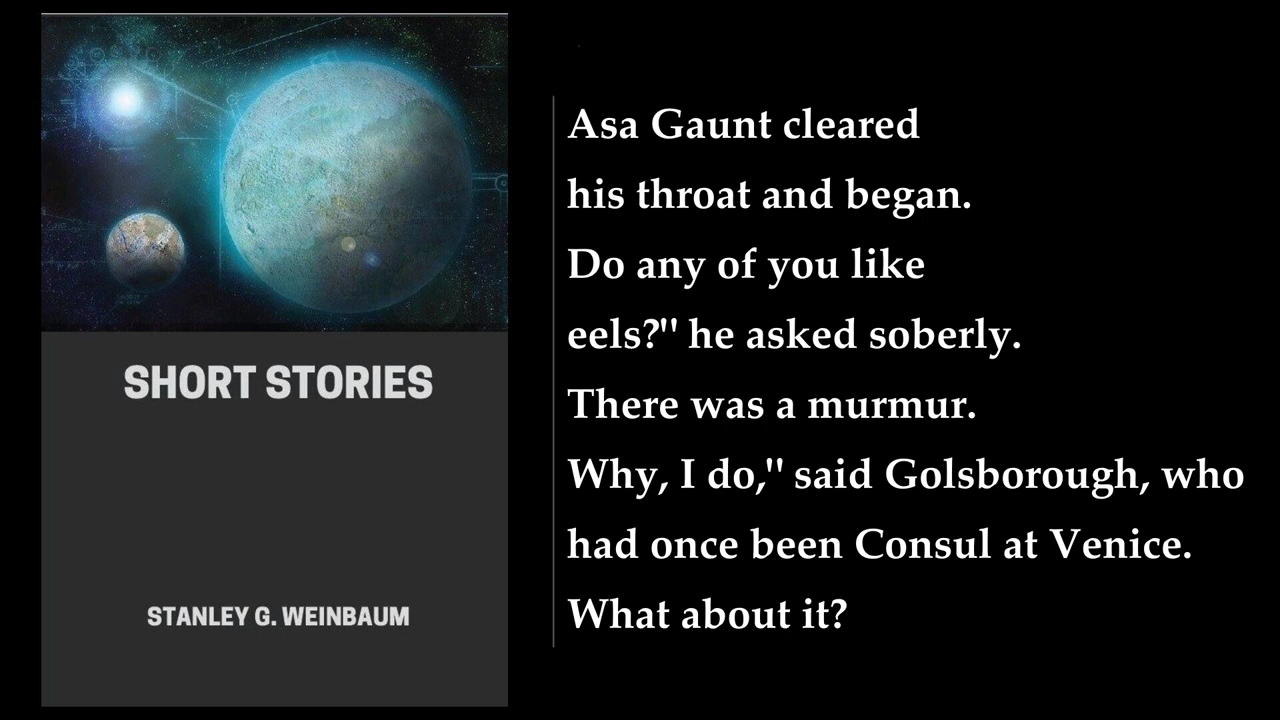 SHORT STORIES
STANLEY G. WEINBAUM
Asa Gaunt cleared
his throat and began.
Do any of you like
eels?" he asked soberly.
There was a murmur.
Why, I do," said Golsborough, who
had once been Consul at Venice.
What about it?